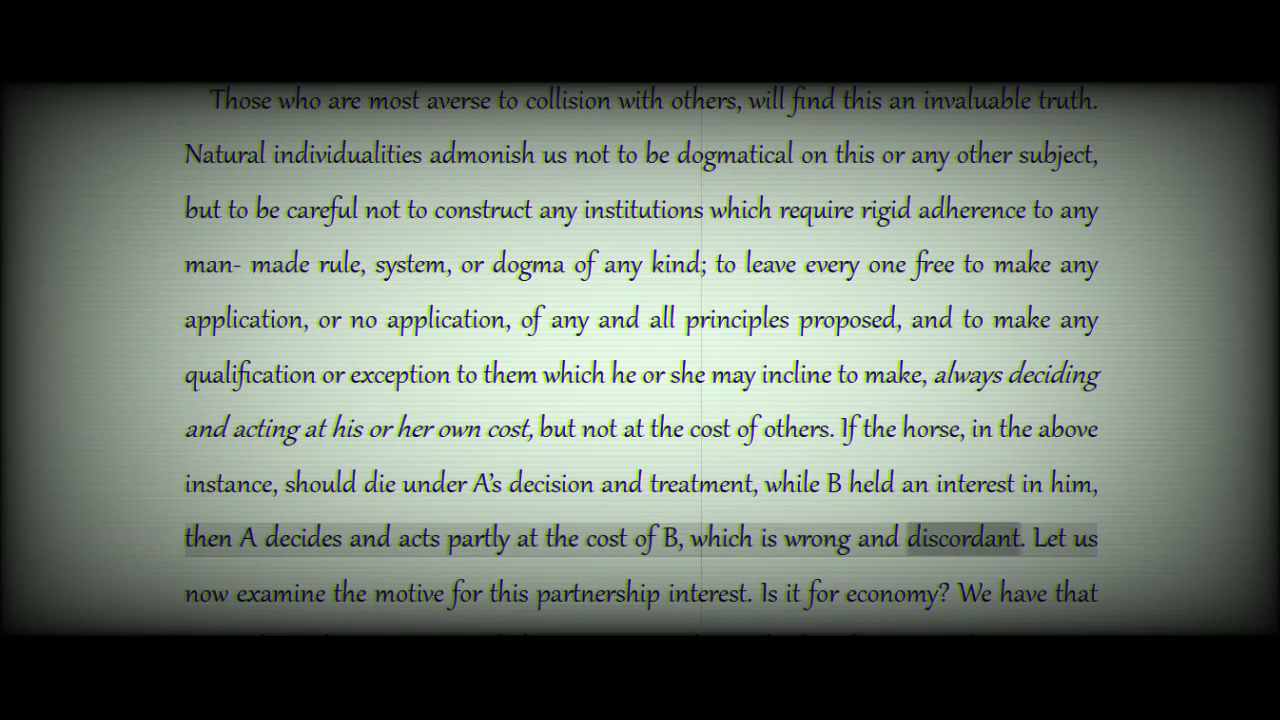 Those who are most averse to collision with others, will find this an invaluable truth.
Natural individualities admonish us not to be dogmatical on this or any other subject,
but to be careful not to construct any institutions which require rigid adherence to any
man- made rule, system, or dogma of any kind; to leave every one free to make any
application, or no application, of any and all principles proposed, and to make any
qualification or exception to them which he or she may incline to make, always deciding
and acting at his or her own cost, but not at the cost of others. If the horse, in the above
instance, should die under A’s decision and treatment, while B held an interest in him,
then A decides and acts partly at the cost of B, which is wrong and discordant. Let us
now examine the motive for this partnership interest. Is it for economy? We have that